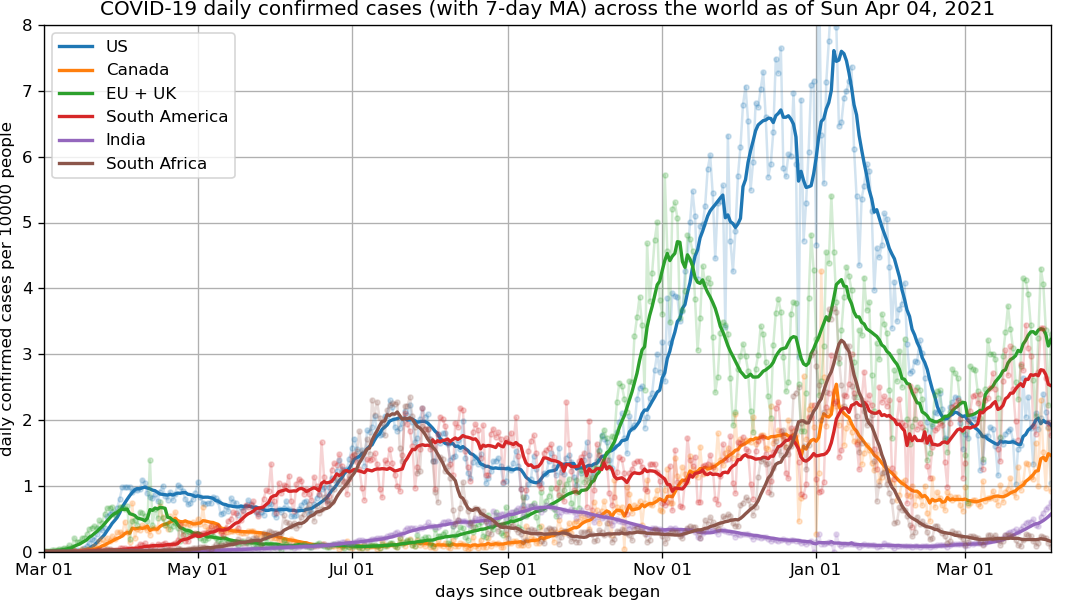 COVID-19 daily confirmed cases (with 7-day MA) across the world as of Sun Apr 04, 2021
8
7
6
5
4
3
2
1
0
daily confirmed cases per 10000 people
US
Canada
EU + UK
South America
India
South Africa
Mar 01 May 01 Jul 01 Sep 01 Nov 01 Jan 01 Mar 01
days since outbreak began